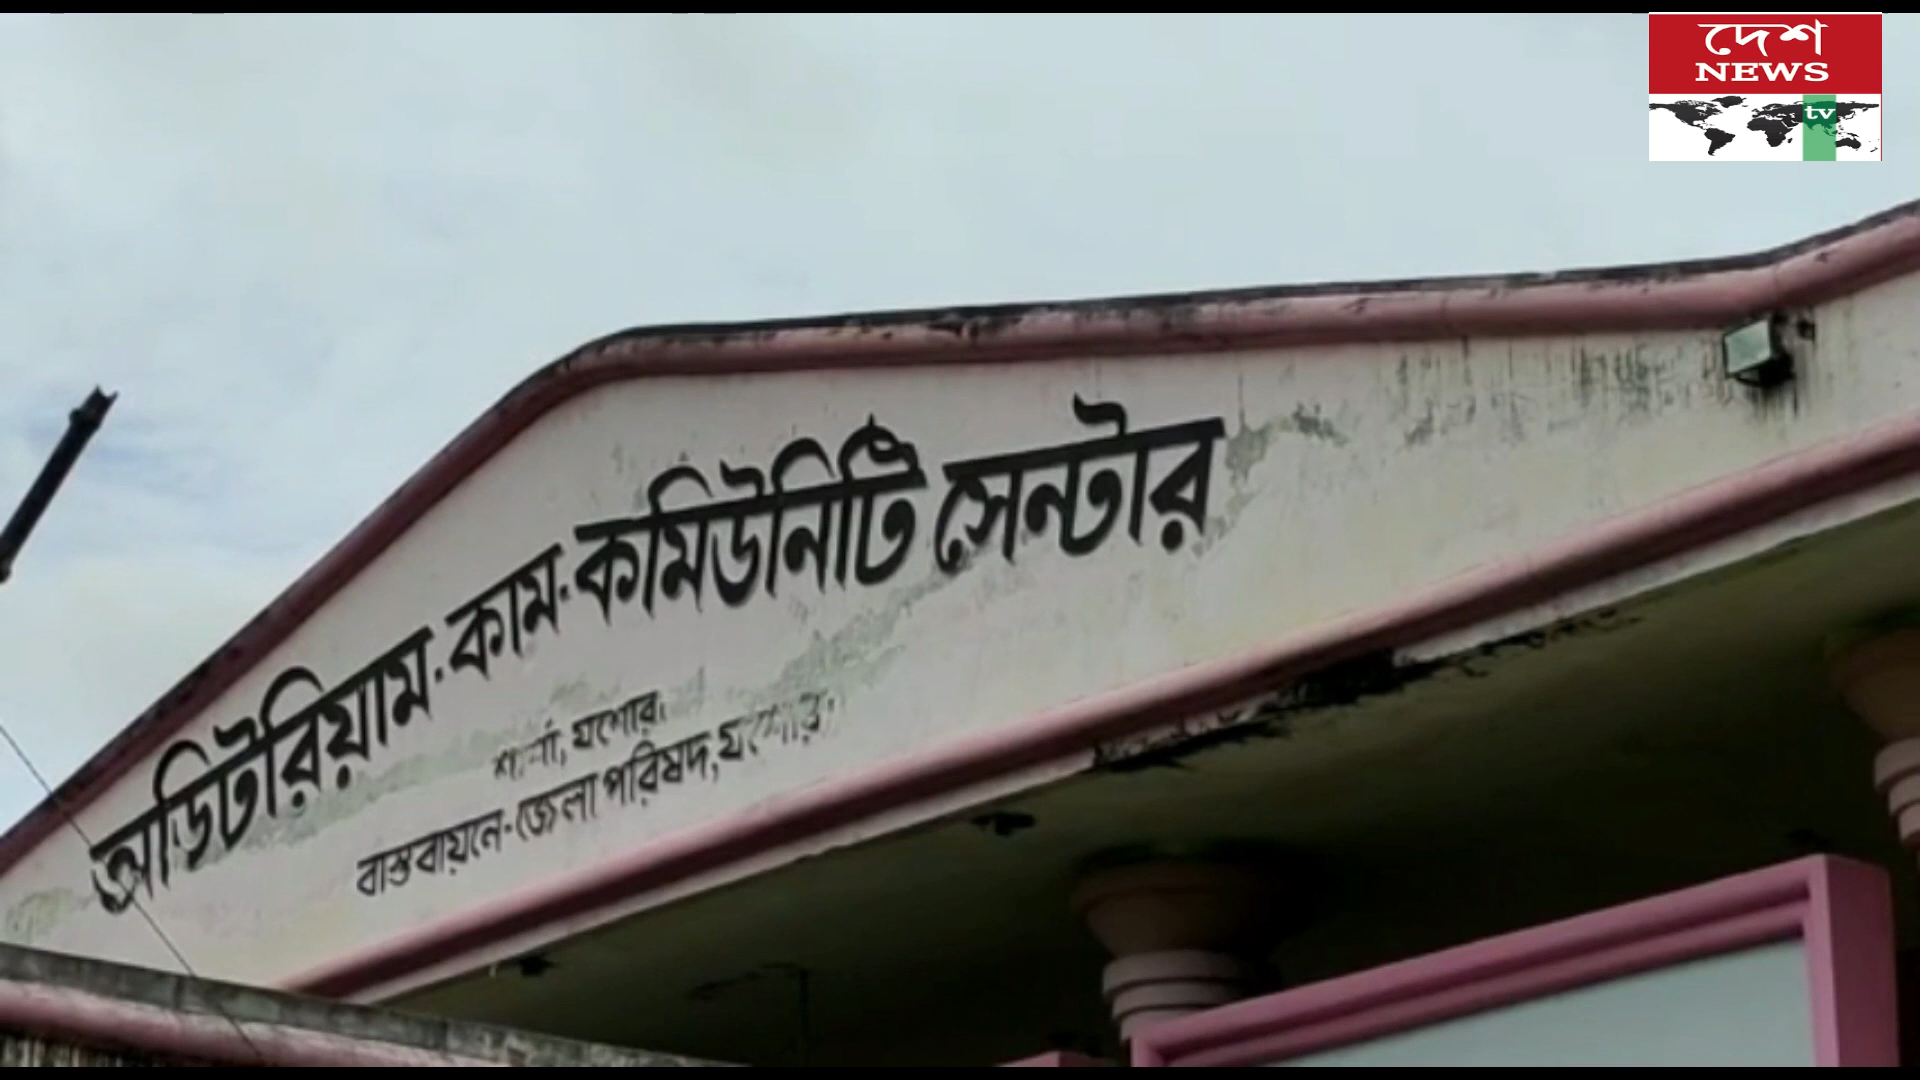 দেশ
NEWS
tv
অডিটরিয়াম-কাম-কমিউনিটি সেন্টার
যশোর।
বাস্তবায়নে-জেলা পরিষদ, যশোর।